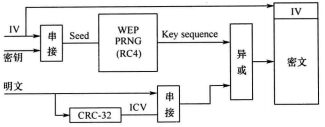 IV
IV
密钥
串接
Seed
WEP
PRNG
(RC4)
Key sequence
异或
密文
明文
CRC-32
ICV
串接